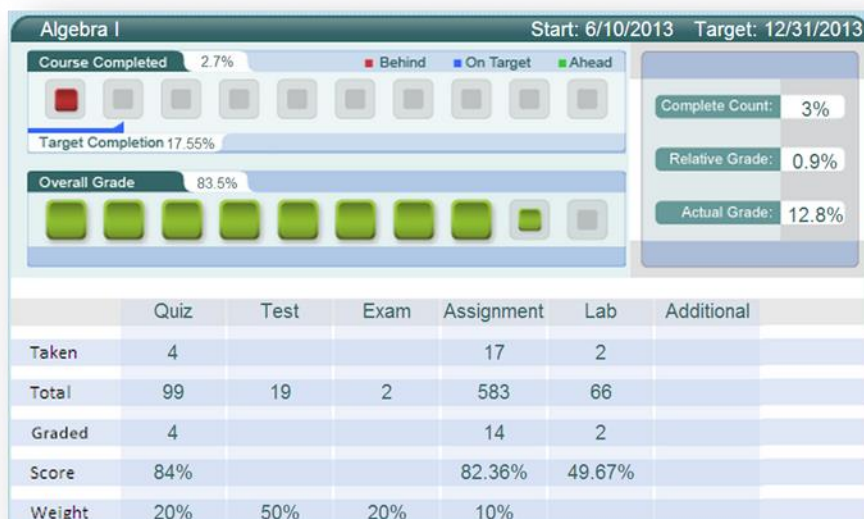 Algebra I Start: 6/10/2013 Target: 12/31/2013
Course Completed 2.7% Behind On Target Ahead
Target Completion 17.55%
Overall Grade 83.5%
Complete Count: 3%
Relative Grade: 0.9%
Actual Grade: 12.8%
Quiz Test Exam Assignment Lab Additional
Taken 4 17 2
Total 99 19 2 583 66
Graded 4 14 2
Score 84% 82.36% 49.67%
Weight 20% 50% 20% 10%